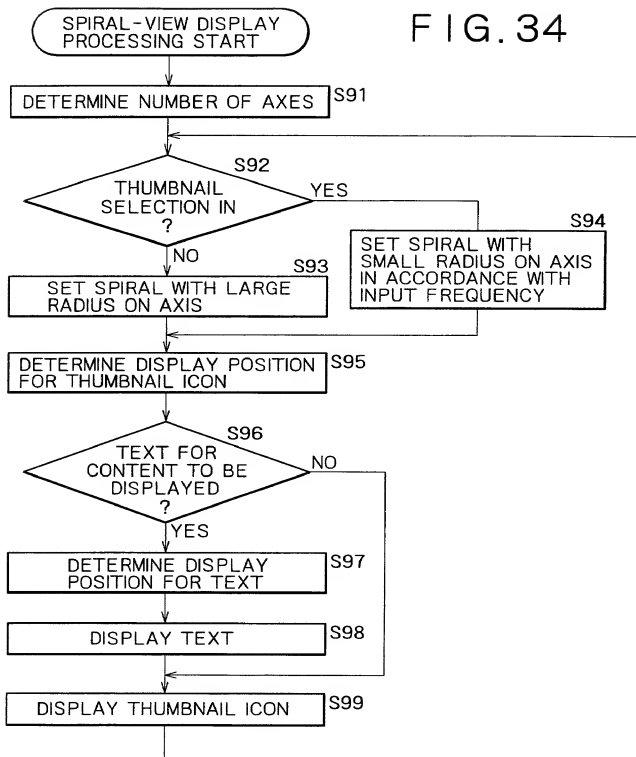 SPIRAL-VIEW DISPLAY
PROCESSING START
FIG. 34
DETERMINE NUMBER OF AXES
S91
S92
THUMBNAIL
SELECTION IN
?
YES
NO
S94
SET SPIRAL WITH
SMALL RADIUS ON AXIS
IN ACCORDANCE WITH
INPUT FREQUENCY
S93
SET SPIRAL WITH LARGE
RADIUS ON AXIS
DETERMINE DISPLAY POSITION
FOR THUMBNAIL ICON
S95
S96
TEXT FOR
CONTENT TO BE
DISPLAYED
?
NO
YES
DETERMINE DISPLAY
POSITION FOR TEXT
S97
DISPLAY TEXT
S98
DISPLAY THUMBNAIL ICON
S99